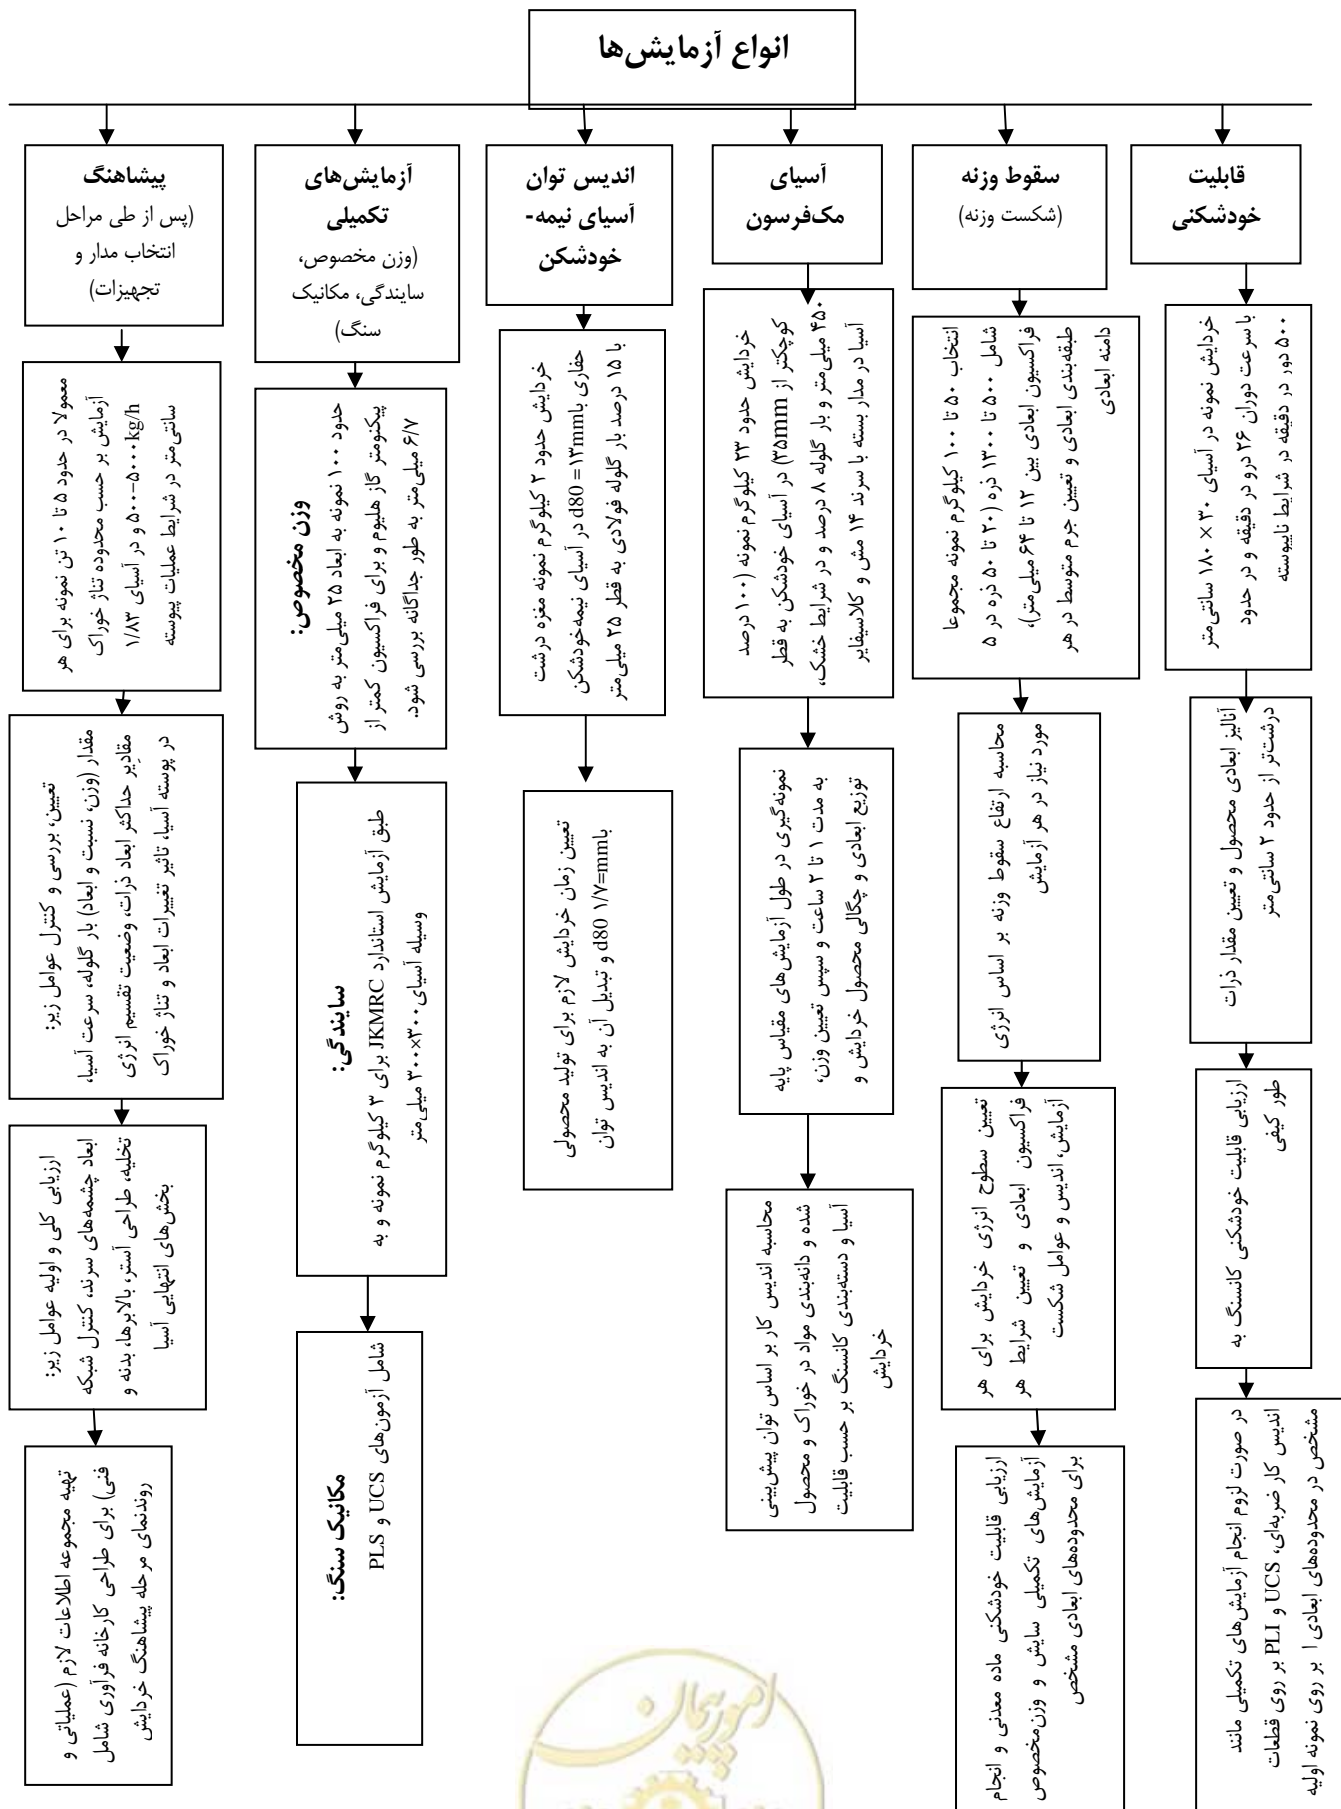 انواع آزمایش‌ها
قابلیت
خودشکنی
خردایش نمونه در آسیای ۳۰ × ۱۸۰ سانتی‌متر
با سرعت دوران ۲۶ درو در دقیقه و در حدود
۵۰۰ دور در دقیقه در شرایط ناپیوسته
آنالیز ابعادی محصول و تعیین مقدار ذرات
درشت‌تر از حدود ۲ سانتی‌متر
ارزیابی قابلیت خودشکنی کانسنگ به
طور کیفی
در صورت لزوم انجام آزمایش‌های تکمیلی مانند
اندیس کار ضربه‌ای، UCS و PLI بر روی قطعات
مشخص در محدوده‌های ابعادی ا بر روی نمونه اولیه
سقوط وزنه
(شکست وزنه)
انتخاب ۵۰ تا ۱۰۰ کیلوگرم نمونه مجموعا
شامل ۵۰۰ تا ۱۳۰۰ ذره (۲۰ تا ۵۰ ذره در ۵
فراکسیون ابعادی بین ۱۲ تا ۶۴ میلی‌متر)،
طبقه‌بندی ابعادی و تعیین جرم متوسط در هر
دامنه ابعادی
محاسبه ارتفاع سقوط وزنه بر اساس انرژی
مورد نیاز در هر آزمایش
تعیین سطوح انرژی خردایش برای هر
فراکسیون ابعادی و تعیین شرایط هر
آزمایش، اندیس و عوامل شکست
ارزیابی قابلیت خودشکنی ماده معدنی و انجام
آزمایش‌های تکمیلی سایش و وزن‌مخصوص
برای محدوده‌های ابعادی مشخص
آسیای
مک‌فرسون
خردایش حدود ۲۳ کیلوگرم نمونه (۱۰۰ درصد
کوچکتر از ۳۵mm) در آسیای خودشکن به قطر
۴۵۰ میلی‌متر و بار گلوله ۸ درصد و در شرایط خشک،
آسیا در مدار بسته با سرند ۱۴ مش و کلاسیفایر
نمونه‌گیری در طول آزمایش‌های مقیاس پایه
به مدت ۱ تا ۲ ساعت و سپس تعیین وزن،
توزیع ابعادی و چگالی محصول خردایش و
محاسبه اندیس کار بر اساس توان پیش‌بینی
شده و دانه‌بندی مواد در خوراک و محصول
آسیا و دسته‌بندی کانسنگ بر حسب قابلیت
خردایش
اندیس توان
آسیای نیمه-
خودشکن
خردایش حدود ۲ کیلوگرم نمونه مغزه درشت
حفاری با d80 =۱۳mm در آسیای نیمه‌خودشکن
با ۱۵ درصد بار گلوله فولادی به قطر ۲۵ میلی‌متر
تعیین زمان خردایش لازم برای تولید محصولی
با d80 ۱/۷=mm و تبدیل آن به اندیس توان
آزمایش‌های
تکمیلی
(وزن مخصوص،
سایندگی، مکانیک
سنگ)
وزن مخصوص:
حدود ۱۰۰ نمونه به ابعاد ۲۵ میلی‌متر به روش
پیکنومتر گاز هلیوم و برای فراکسیون کمتر از
۶/۷ میلی‌متر به طور جداگانه بررسی شود.
سایندگی:
طبق آزمایش استاندارد JKMRC برای ۳ کیلوگرم نمونه و به
وسیله آسیای ۳۰۰×۳۰۰ میلی‌متر
مکانیک سنگ:
شامل آزمون‌های UCS و PLS
پیشاهنگ
(پس از طی مراحل
انتخاب مدار و
تجهیزات)
معمولا در حدود ۵ تا ۱۰ تن نمونه برای هر
آزمایش بر حسب محدوده تناژ خوراک
۵۰۰-۵۰۰۰kg/h و در آسیای ۱/۸۳
سانتی‌متر در شرایط عملیات پیوسته
تعیین، بررسی و کنترل عوامل زیر:
مقدار (وزن، نسبت و ابعاد) بار گلوله، سرعت آسیا،
مقادیر حداکثر ابعاد ذرات، وضعیت تقسیم انرژی
در پوسته آسیا، تاثیر تغییرات ابعاد و تناژ خوراک
ارزیابی کلی و اولیه عوامل زیر:
ابعاد چشمه‌های سرند، کنترل شبکه
تخلیه، طراحی آستر، بالابرها، بدنه و
بخش‌های انتهایی آسیا
تهیه مجموعه اطلاعات لازم (عملیاتی و
فنی) برای طراحی کارخانه فرآوری شامل
روندنمای مرحله پیشاهنگ خردایش
امور پیمان